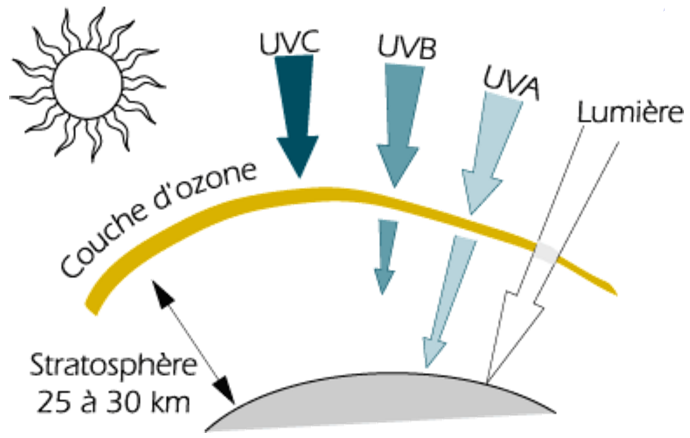 UVC
UVB
UVA
Lumière
Couche d'ozone
Stratosphère
25 à 30 km